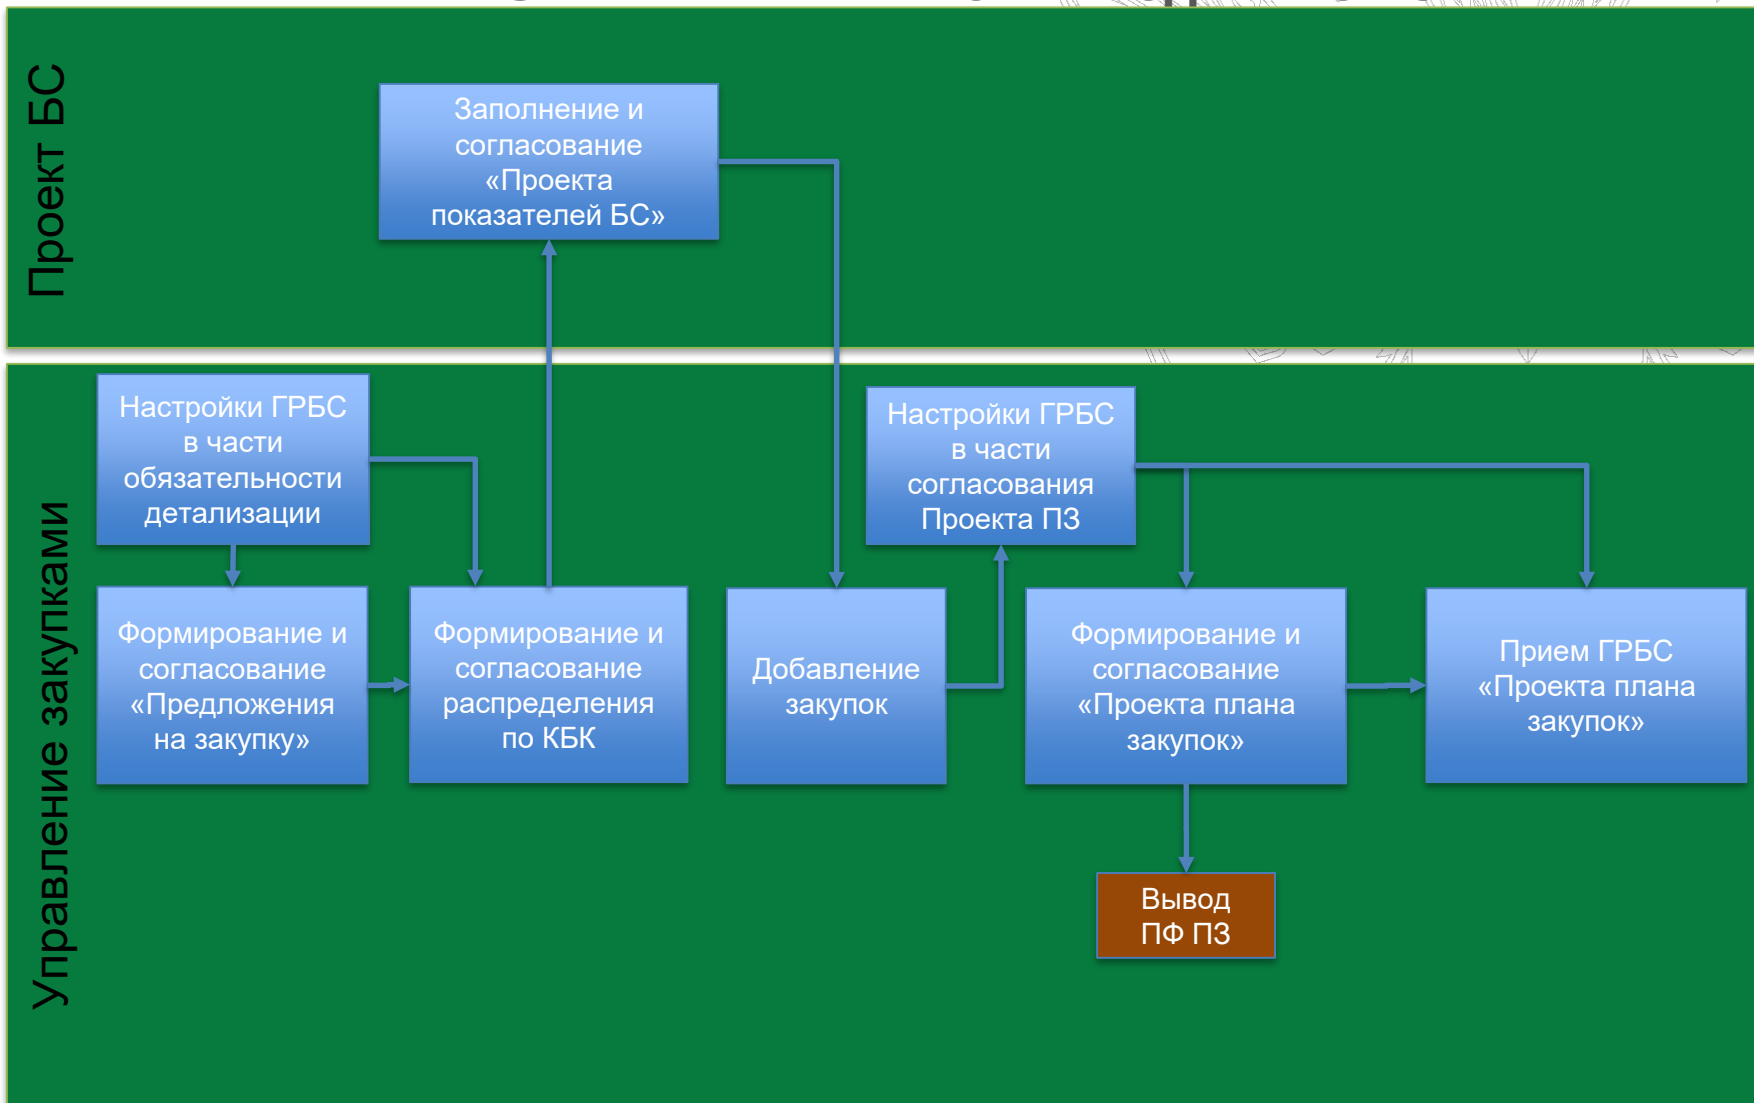 Проект БС
Заполнение и
согласование
«Проекта
показателей БС»
Управление закупками
Настройки ГРБС
в части
обязательности
детализации
Настройки ГРБС
в части
согласования
Проекта ПЗ
Формирование и
согласование
«Предложения
на закупку»
Формирование и
согласование
распределения
по КБК
Добавление
закупок
Формирование и
согласование
«Проекта плана
закупок»
Прием ГРБС
«Проекта плана
закупок»
Вывод
ПФ ПЗ